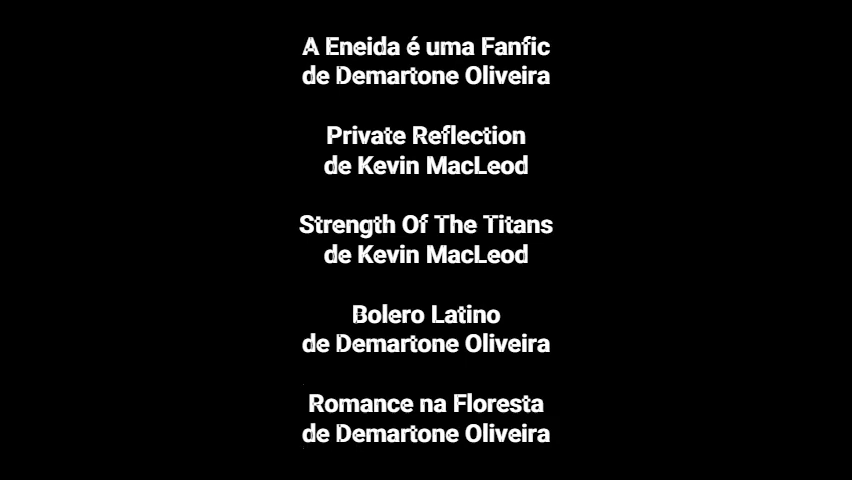 A Eneida é uma Fanfic
de Demartone Oliveira
Private Reflection
de Kevin MacLeod
Strength Of The Titans
de Kevin MacLeod
Bolero Latino
de Demartone Oliveira
Romance na Floresta
de Demartone Oliveira